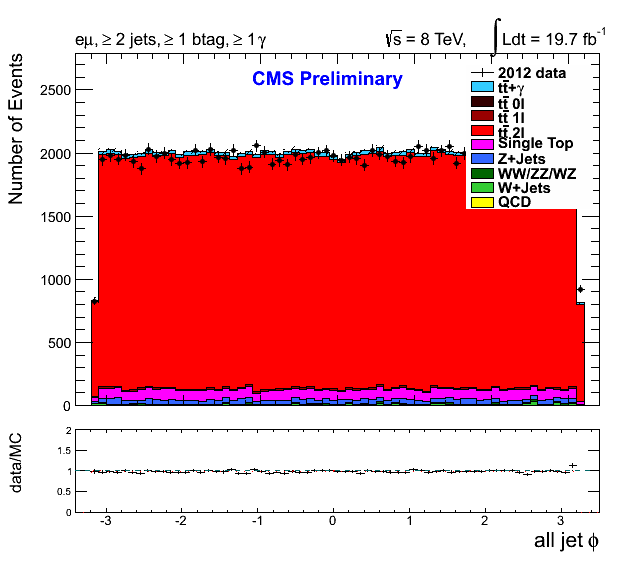 eμ, ≥ 2 jets, ≥ 1 btag, ≥ 1 γ
√s = 8 TeV, ∫ Ldt = 19.7 fb⁻¹
CMS Preliminary
2012 data
tt̄+γ
tt̄ 0l
tt̄ 1l
tt̄ 2l
Single Top
Z+Jets
WW/ZZ/WZ
W+Jets
QCD
Number of Events
2500
2000
1500
1000
500
0
data/MC
2
1.5
1
0.5
0
-3 -2 -1 0 1 2 3
all jet ϕ